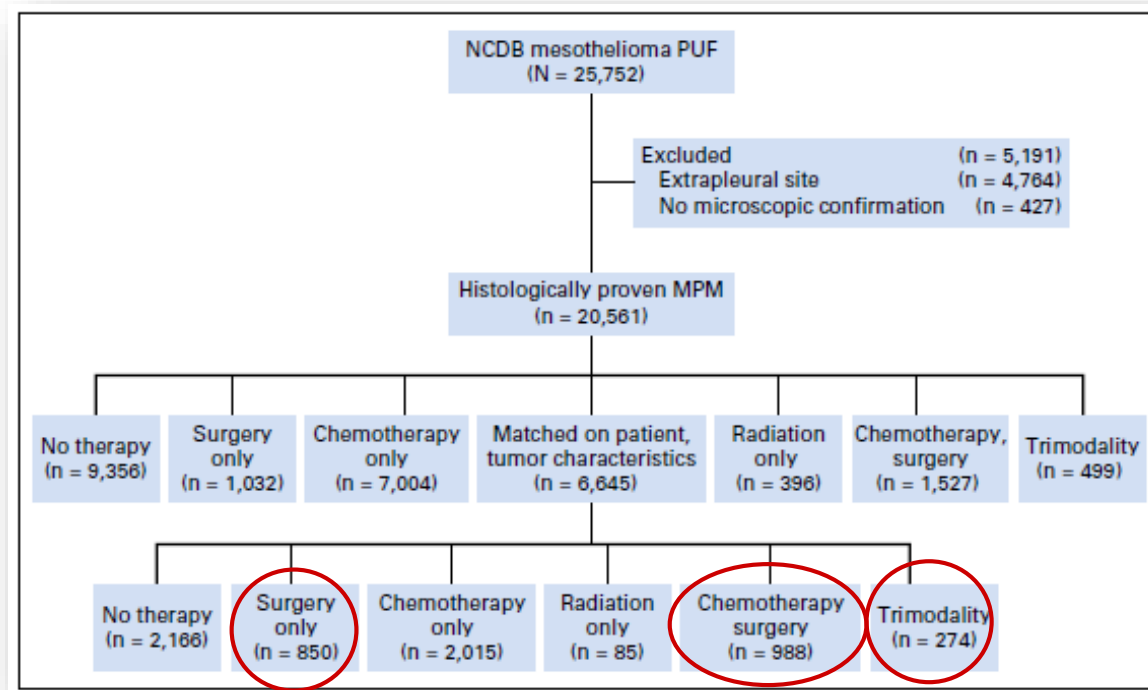 NCDB mesothelioma PUF
(N = 25,752)
Excluded (n = 5,191)
Extrapleural site (n = 4,764)
No microscopic confirmation (n = 427)
Histologically proven MPM
(n = 20,561)
No therapy
(n = 9,356)
Surgery
only
(n = 1,032)
Chemotherapy
only
(n = 7,004)
Matched on patient,
tumor characteristics
(n = 6,645)
Radiation
only
(n = 396)
Chemotherapy,
surgery
(n = 1,527)
Trimodality
(n = 499)
No therapy
(n = 2,166)
Surgery
only
(n = 850)
Chemotherapy
only
(n = 2,015)
Radiation
only
(n = 85)
Chemotherapy
surgery
(n = 988)
Trimodality
(n = 274)